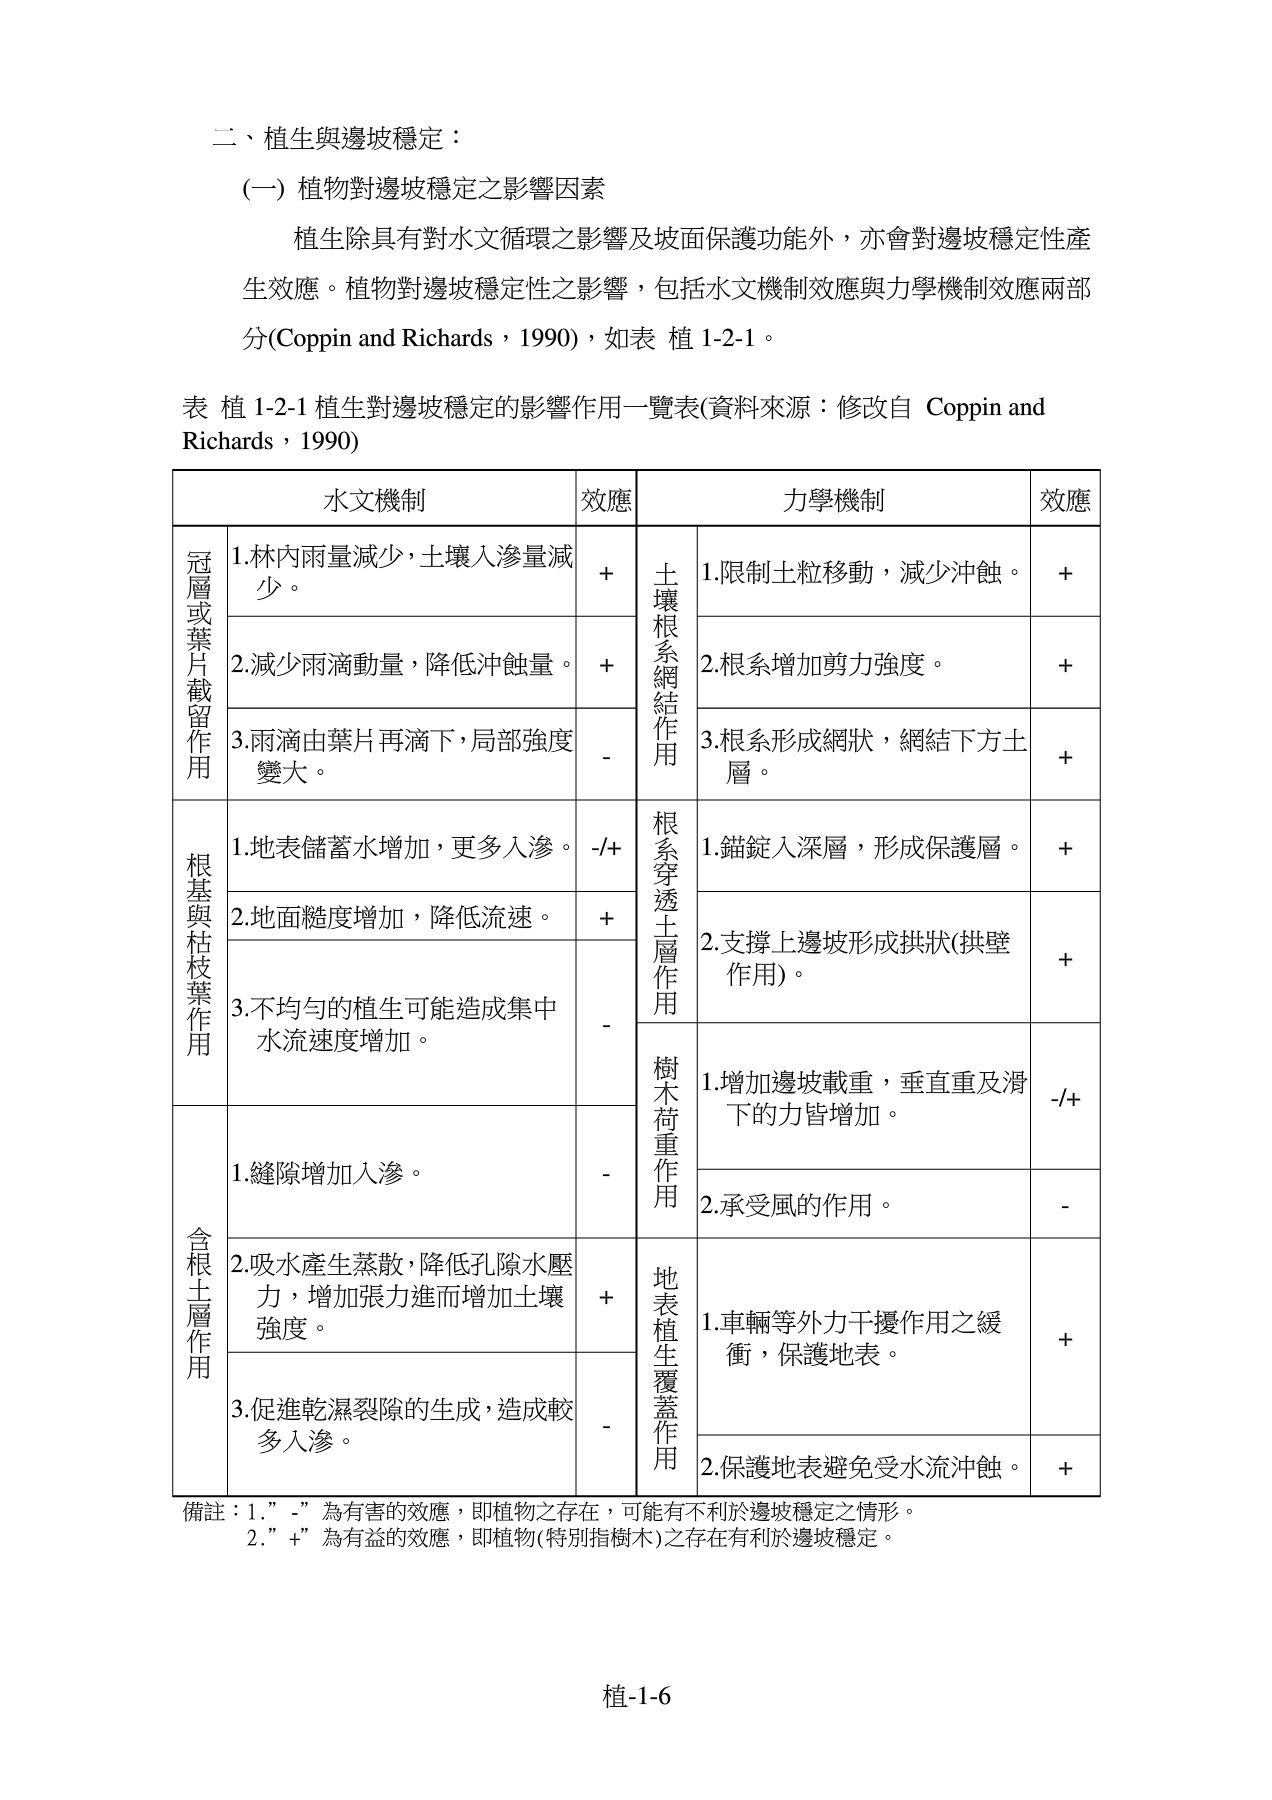 二、植生與邊坡穩定：
(一) 植物對邊坡穩定之影響因素
植生除具有對水文循環之影響及坡面保護功能外，亦會對邊坡穩定性產
生效應。植物對邊坡穩定性之影響，包括水文機制效應與力學機制效應兩部
分(Coppin and Richards，1990)，如表 植 1-2-1。
表 植 1-2-1 植生對邊坡穩定的影響作用一覽表(資料來源：修改自 Coppin and
Richards，1990)
水文機制 效應 力學機制 效應
冠層或葉片截留作用
1.林內雨量減少，土壤入滲量減
少。
+
2.減少雨滴動量，降低沖蝕量。 +
3.雨滴由葉片再滴下，局部強度
變大。
-
根基與枯枝葉作用
1.地表儲蓄水增加，更多入滲。 -/+
2.地面糙度增加，降低流速。 +
3.不均勻的植生可能造成集中
水流速度增加。
-
含根土層作用
1.縫隙增加入滲。 -
2.吸水產生蒸散，降低孔隙水壓
力，增加張力進而增加土壤
強度。
+
3.促進乾濕裂隙的生成，造成較
多入滲。
-
土壤根系網結作用
1.限制土粒移動，減少沖蝕。 +
2.根系增加剪力強度。 +
3.根系形成網狀，網結下方土
層。
+
根系穿透土層作用
1.錨錠入深層，形成保護層。 +
2.支撐上邊坡形成拱狀(拱壁
作用)。
+
樹木荷重作用
1.增加邊坡載重，垂直重及滑
下的力皆增加。
-/+
2.承受風的作用。 -
地表植生覆蓋作用
1.車輛等外力干擾作用之緩
衝，保護地表。
+
2.保護地表避免受水流沖蝕。 +
備註：1.”-”為有害的效應，即植物之存在，可能有不利於邊坡穩定之情形。
2.”+”為有益的效應，即植物(特別指樹木)之存在有利於邊坡穩定。
植-1-6